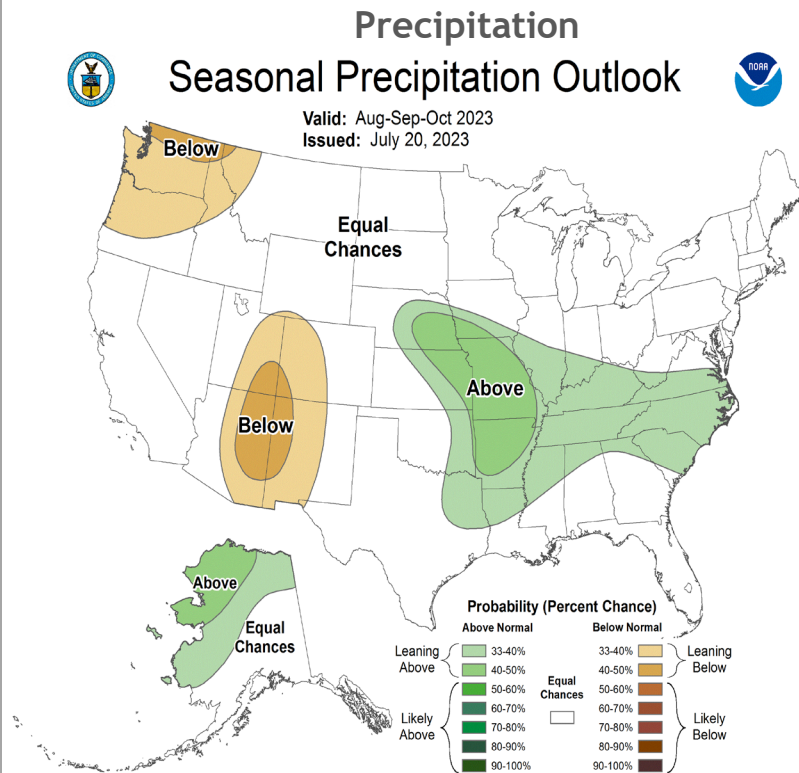 Precipitation
NOAA
Seasonal Precipitation Outlook
Valid: Aug-Sep-Oct 2023
Issued: July 20, 2023
Below
Equal
Chances
Above
Below
Above
Equal
Chances
Probability (Percent Chance)
Above Normal
Below Normal
Leaning
Above
33-40%
40-50%
Likely
Above
50-60%
60-70%
70-80%
80-90%
90-100%
Equal
Chances
33-40%
40-50%
Leaning
Below
50-60%
60-70%
70-80%
80-90%
90-100%
Likely
Below